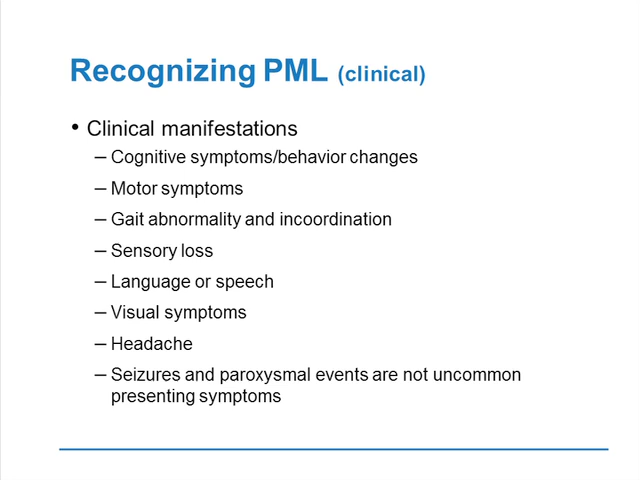 Recognizing PML (clinical)
• Clinical manifestations
– Cognitive symptoms/behavior changes
– Motor symptoms
– Gait abnormality and incoordination
– Sensory loss
– Language or speech
– Visual symptoms
– Headache
– Seizures and paroxysmal events are not uncommon
presenting symptoms